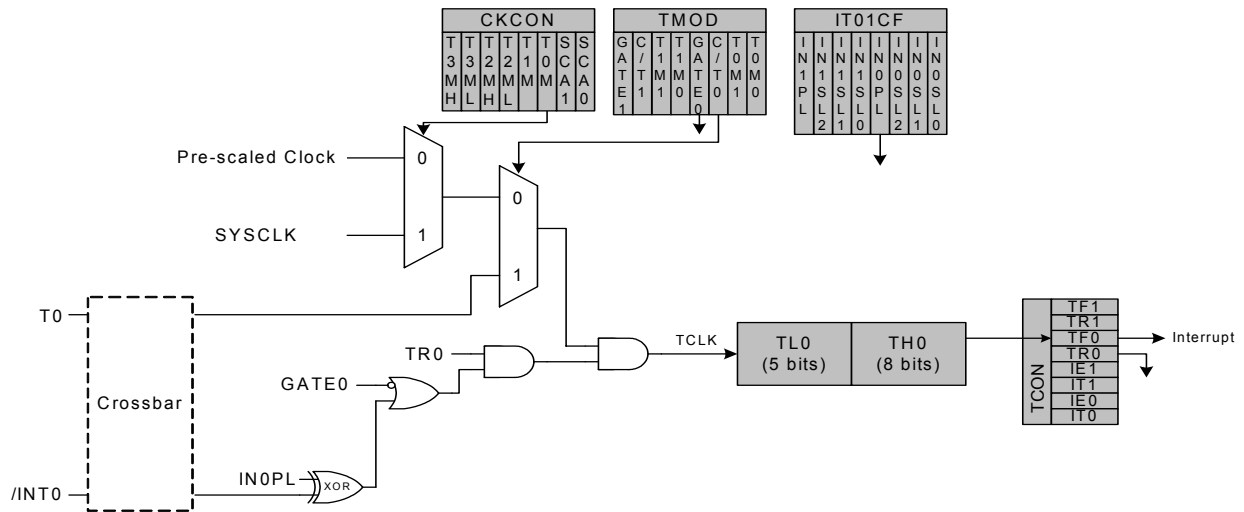 CKCON
T3MH T3ML T2MH T2ML T1M T0M SCA1 SCA0
TMOD
GATE1 C/T1 T1M1 T1M0 GATE0 C/T0 T0M1 T0M0
IT01CF
IN1PL IN1SL2 IN1SL1 IN1SL0 IN0PL IN0SL2 IN0SL1 IN0SL0
Pre-scaled Clock
0
SYSCLK
1
0
1
T0
Crossbar
/INT0
TR0
GATE0
IN0PL
XOR
TCLK
TL0
(5 bits)
TH0
(8 bits)
TCON
TF1
TR1
TF0
TR0
IE1
IT1
IE0
IT0
Interrupt